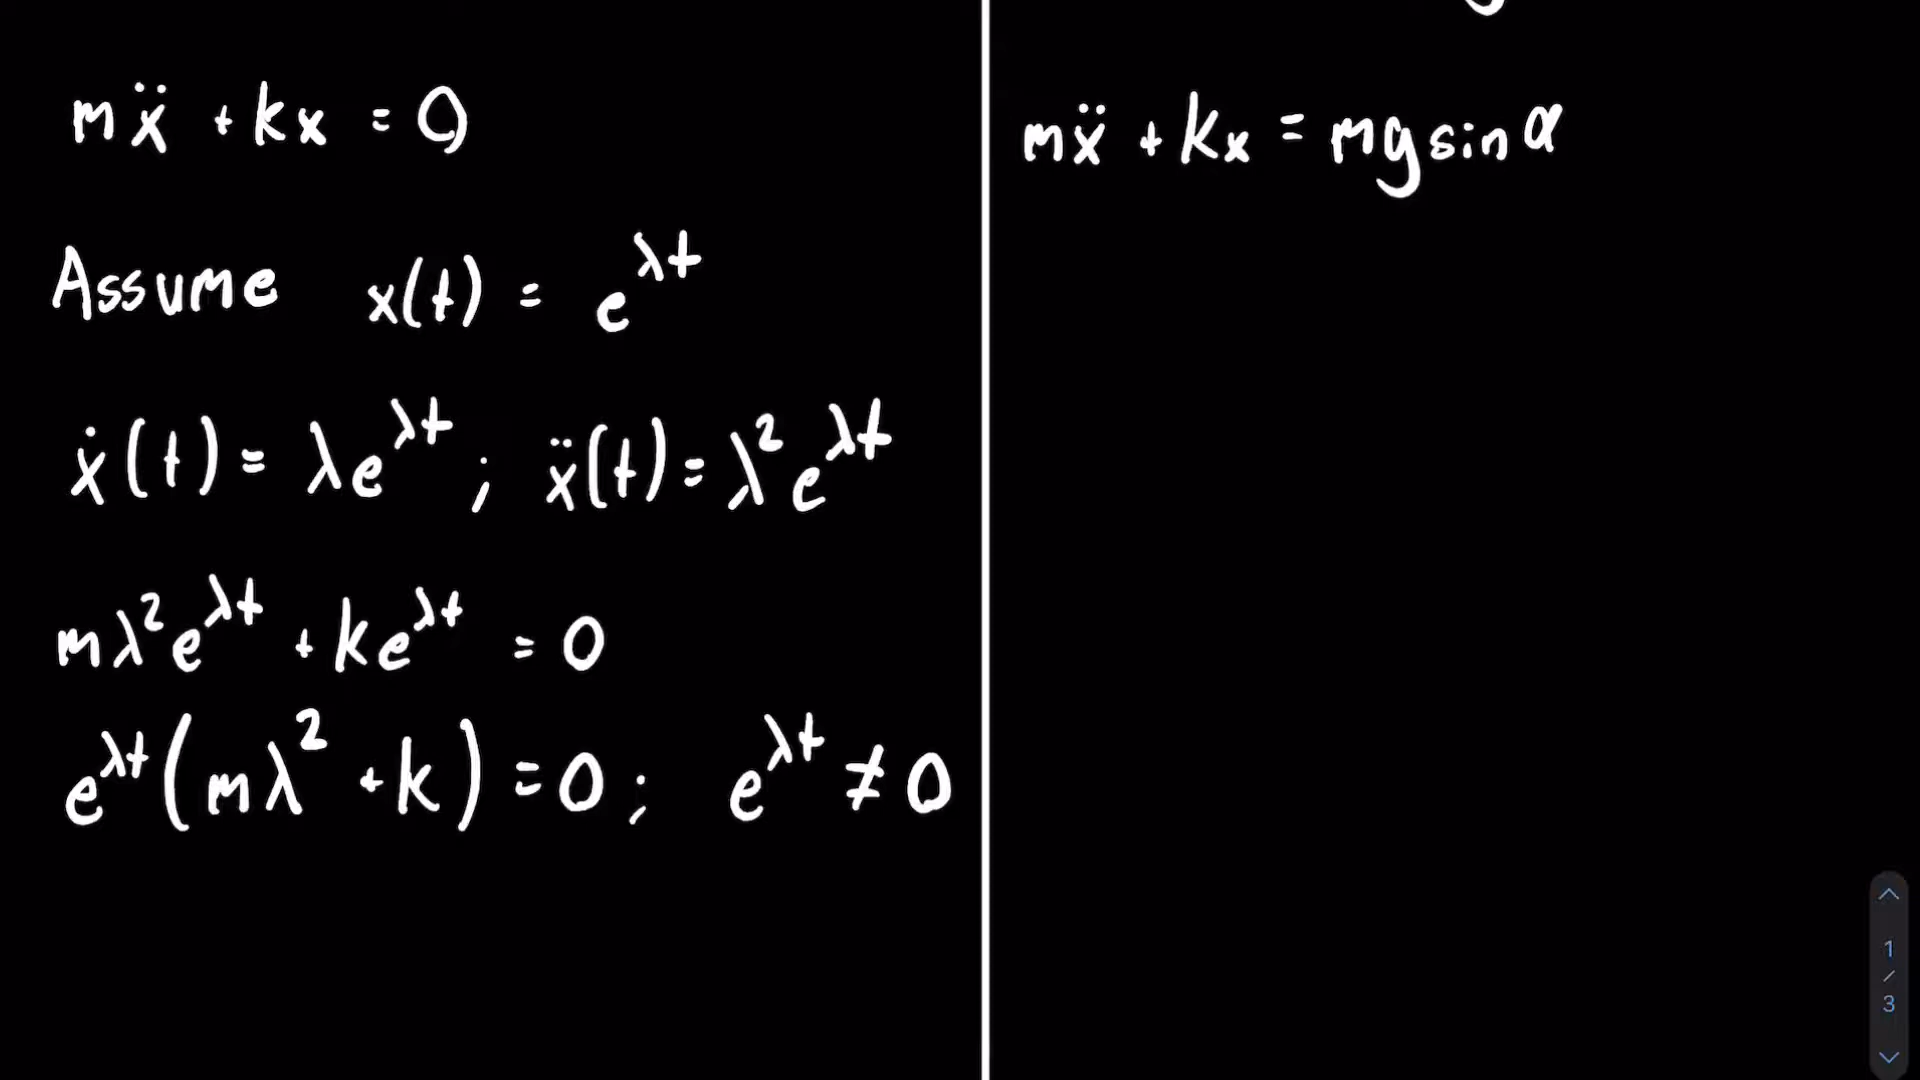 mẍ + kx = 0
Assume x(t) = e^λt
ẋ(t) = λe^λt ; ẍ(t) = λ²e^λt
mλ²e^λt + ke^λt = 0
e^λt(mλ² + k) = 0 ; e^λt ≠ 0
mẍ + kx = mg sin α
1
/
3